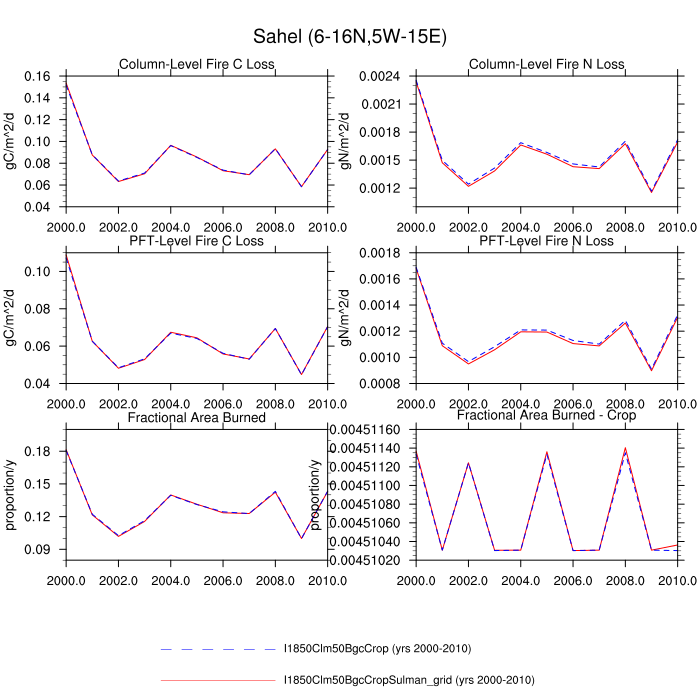 Sahel (6-16N,5W-15E)
Column-Level Fire C Loss
gC/m^2/d
0.16
0.14
0.12
0.10
0.08
0.06
0.04
2000.0 2002.0 2004.0 2006.0 2008.0 2010.0
Column-Level Fire N Loss
gN/m^2/d
0.0024
0.0021
0.0018
0.0015
0.0012
2000.0 2002.0 2004.0 2006.0 2008.0 2010.0
PFT-Level Fire C Loss
gC/m^2/d
0.10
0.08
0.06
0.04
2000.0 2002.0 2004.0 2006.0 2008.0 2010.0
PFT-Level Fire N Loss
gN/m^2/d
0.0018
0.0016
0.0014
0.0012
0.0010
0.0008
2000.0 2002.0 2004.0 2006.0 2008.0 2010.0
Fractional Area Burned
proportion/y
0.18
0.15
0.12
0.09
2000.0 2002.0 2004.0 2006.0 2008.0 2010.0
Fractional Area Burned - Crop
proportion/y
0.00451160
0.00451140
0.00451120
0.00451100
0.00451080
0.00451060
0.00451040
0.00451020
2000.0 2002.0 2004.0 2006.0 2008.0 2010.0
I1850Clm50BgcCrop (yrs 2000-2010)
I1850Clm50BgcCropSulman_grid (yrs 2000-2010)